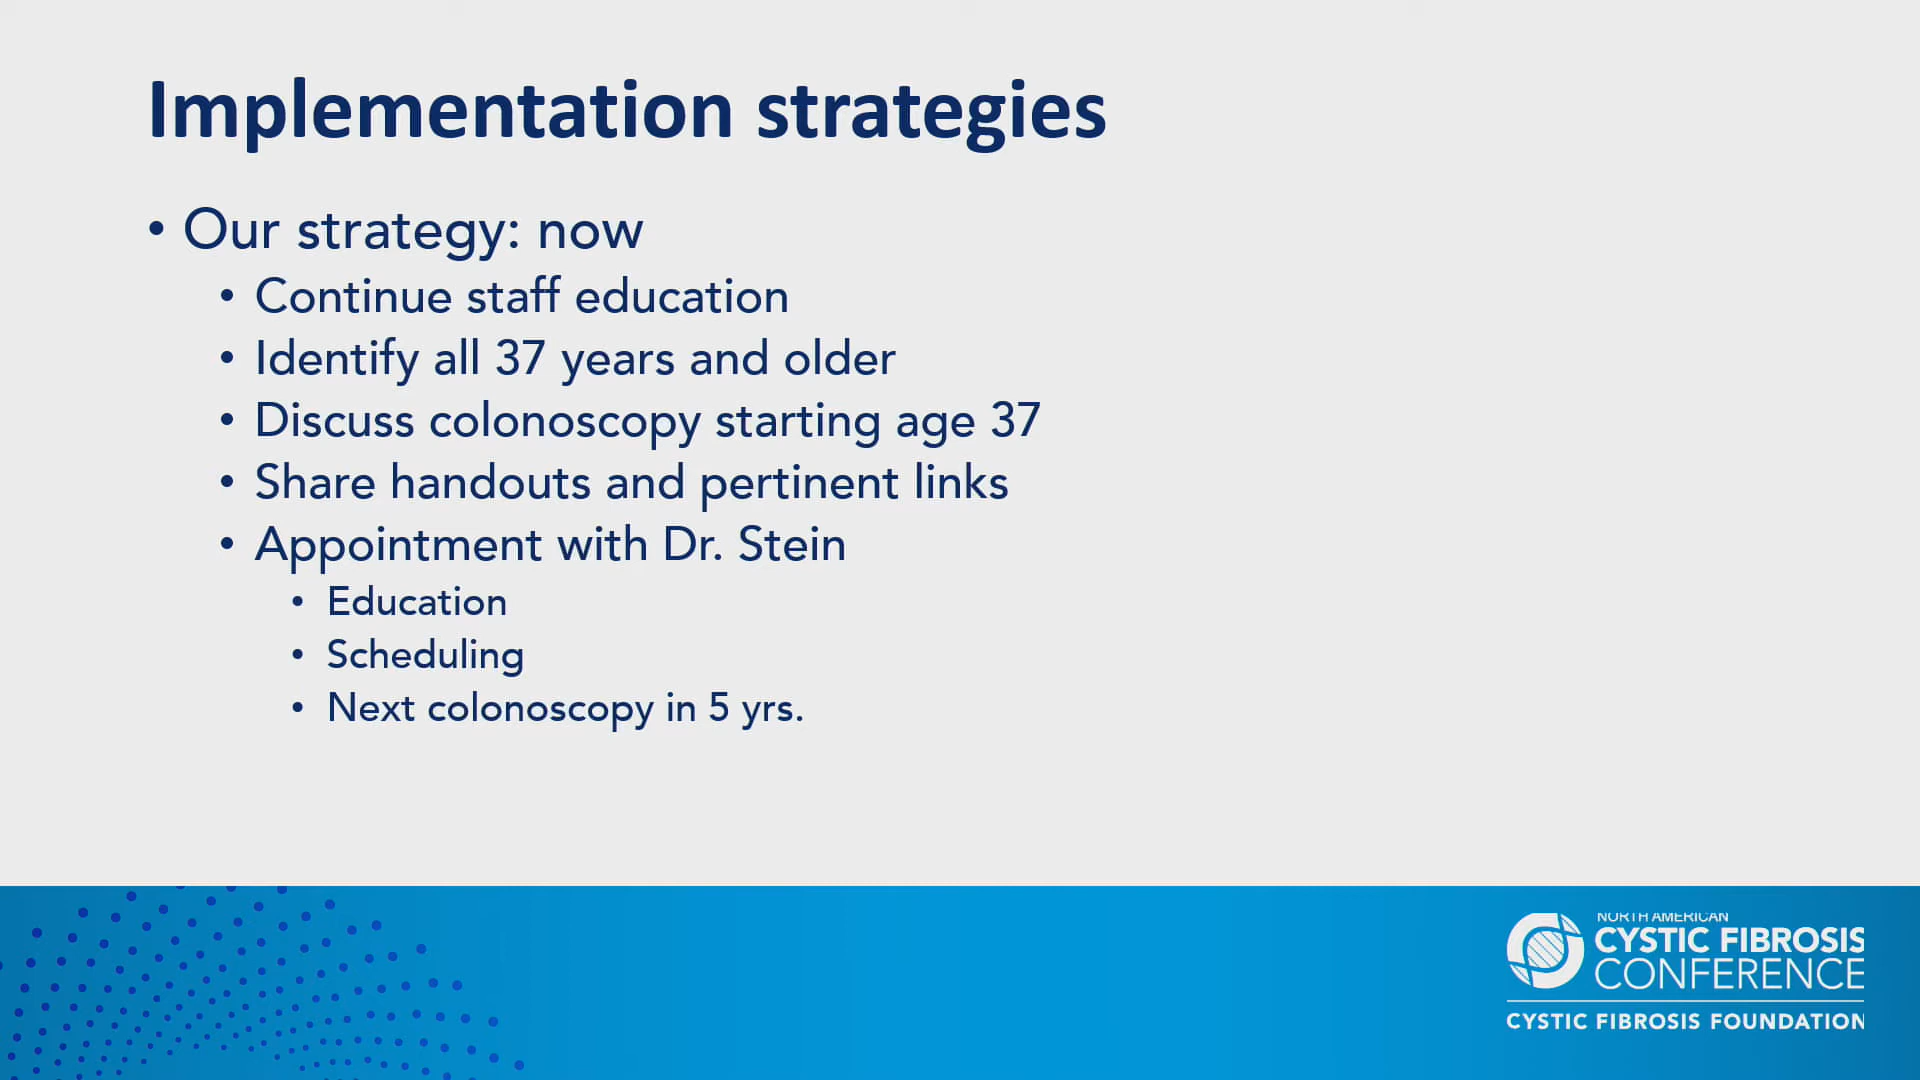 Implementation strategies
• Our strategy: now
• Continue staff education
• Identify all 37 years and older
• Discuss colonoscopy starting age 37
• Share handouts and pertinent links
• Appointment with Dr. Stein
• Education
• Scheduling
• Next colonoscopy in 5 yrs.
NORTH AMERICAN
CYSTIC FIBROSIS
CONFERENCE
CYSTIC FIBROSIS FOUNDATION